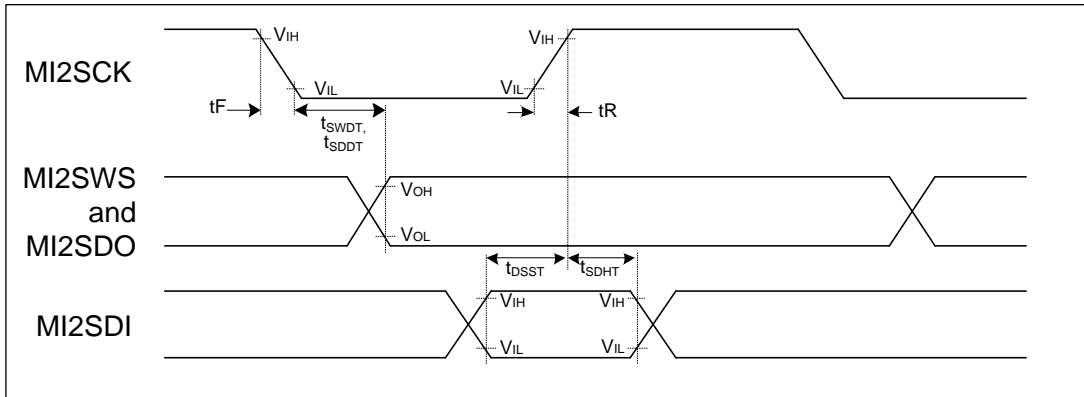 MI2SCK
VIH
VIL
tF
tSWDT,
tSDDT
VIH
VIL
tR
MI2SWS
and
MI2SDO
VOH
VOL
tDSST
tSDHT
MI2SDI
VIH
VIL
VIH
VIL